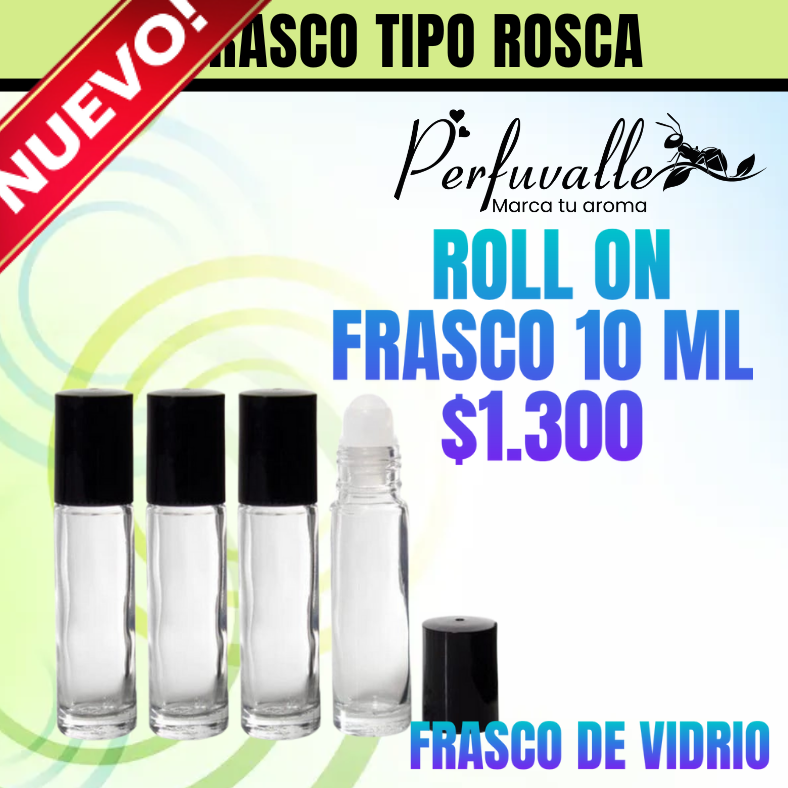 NUEVO!
RASCO TIPO ROSCA
Perfuvalle
Marca tu aroma
ROLL ON
FRASCO 10 ML
$1.300
FRASCO DE VIDRIO